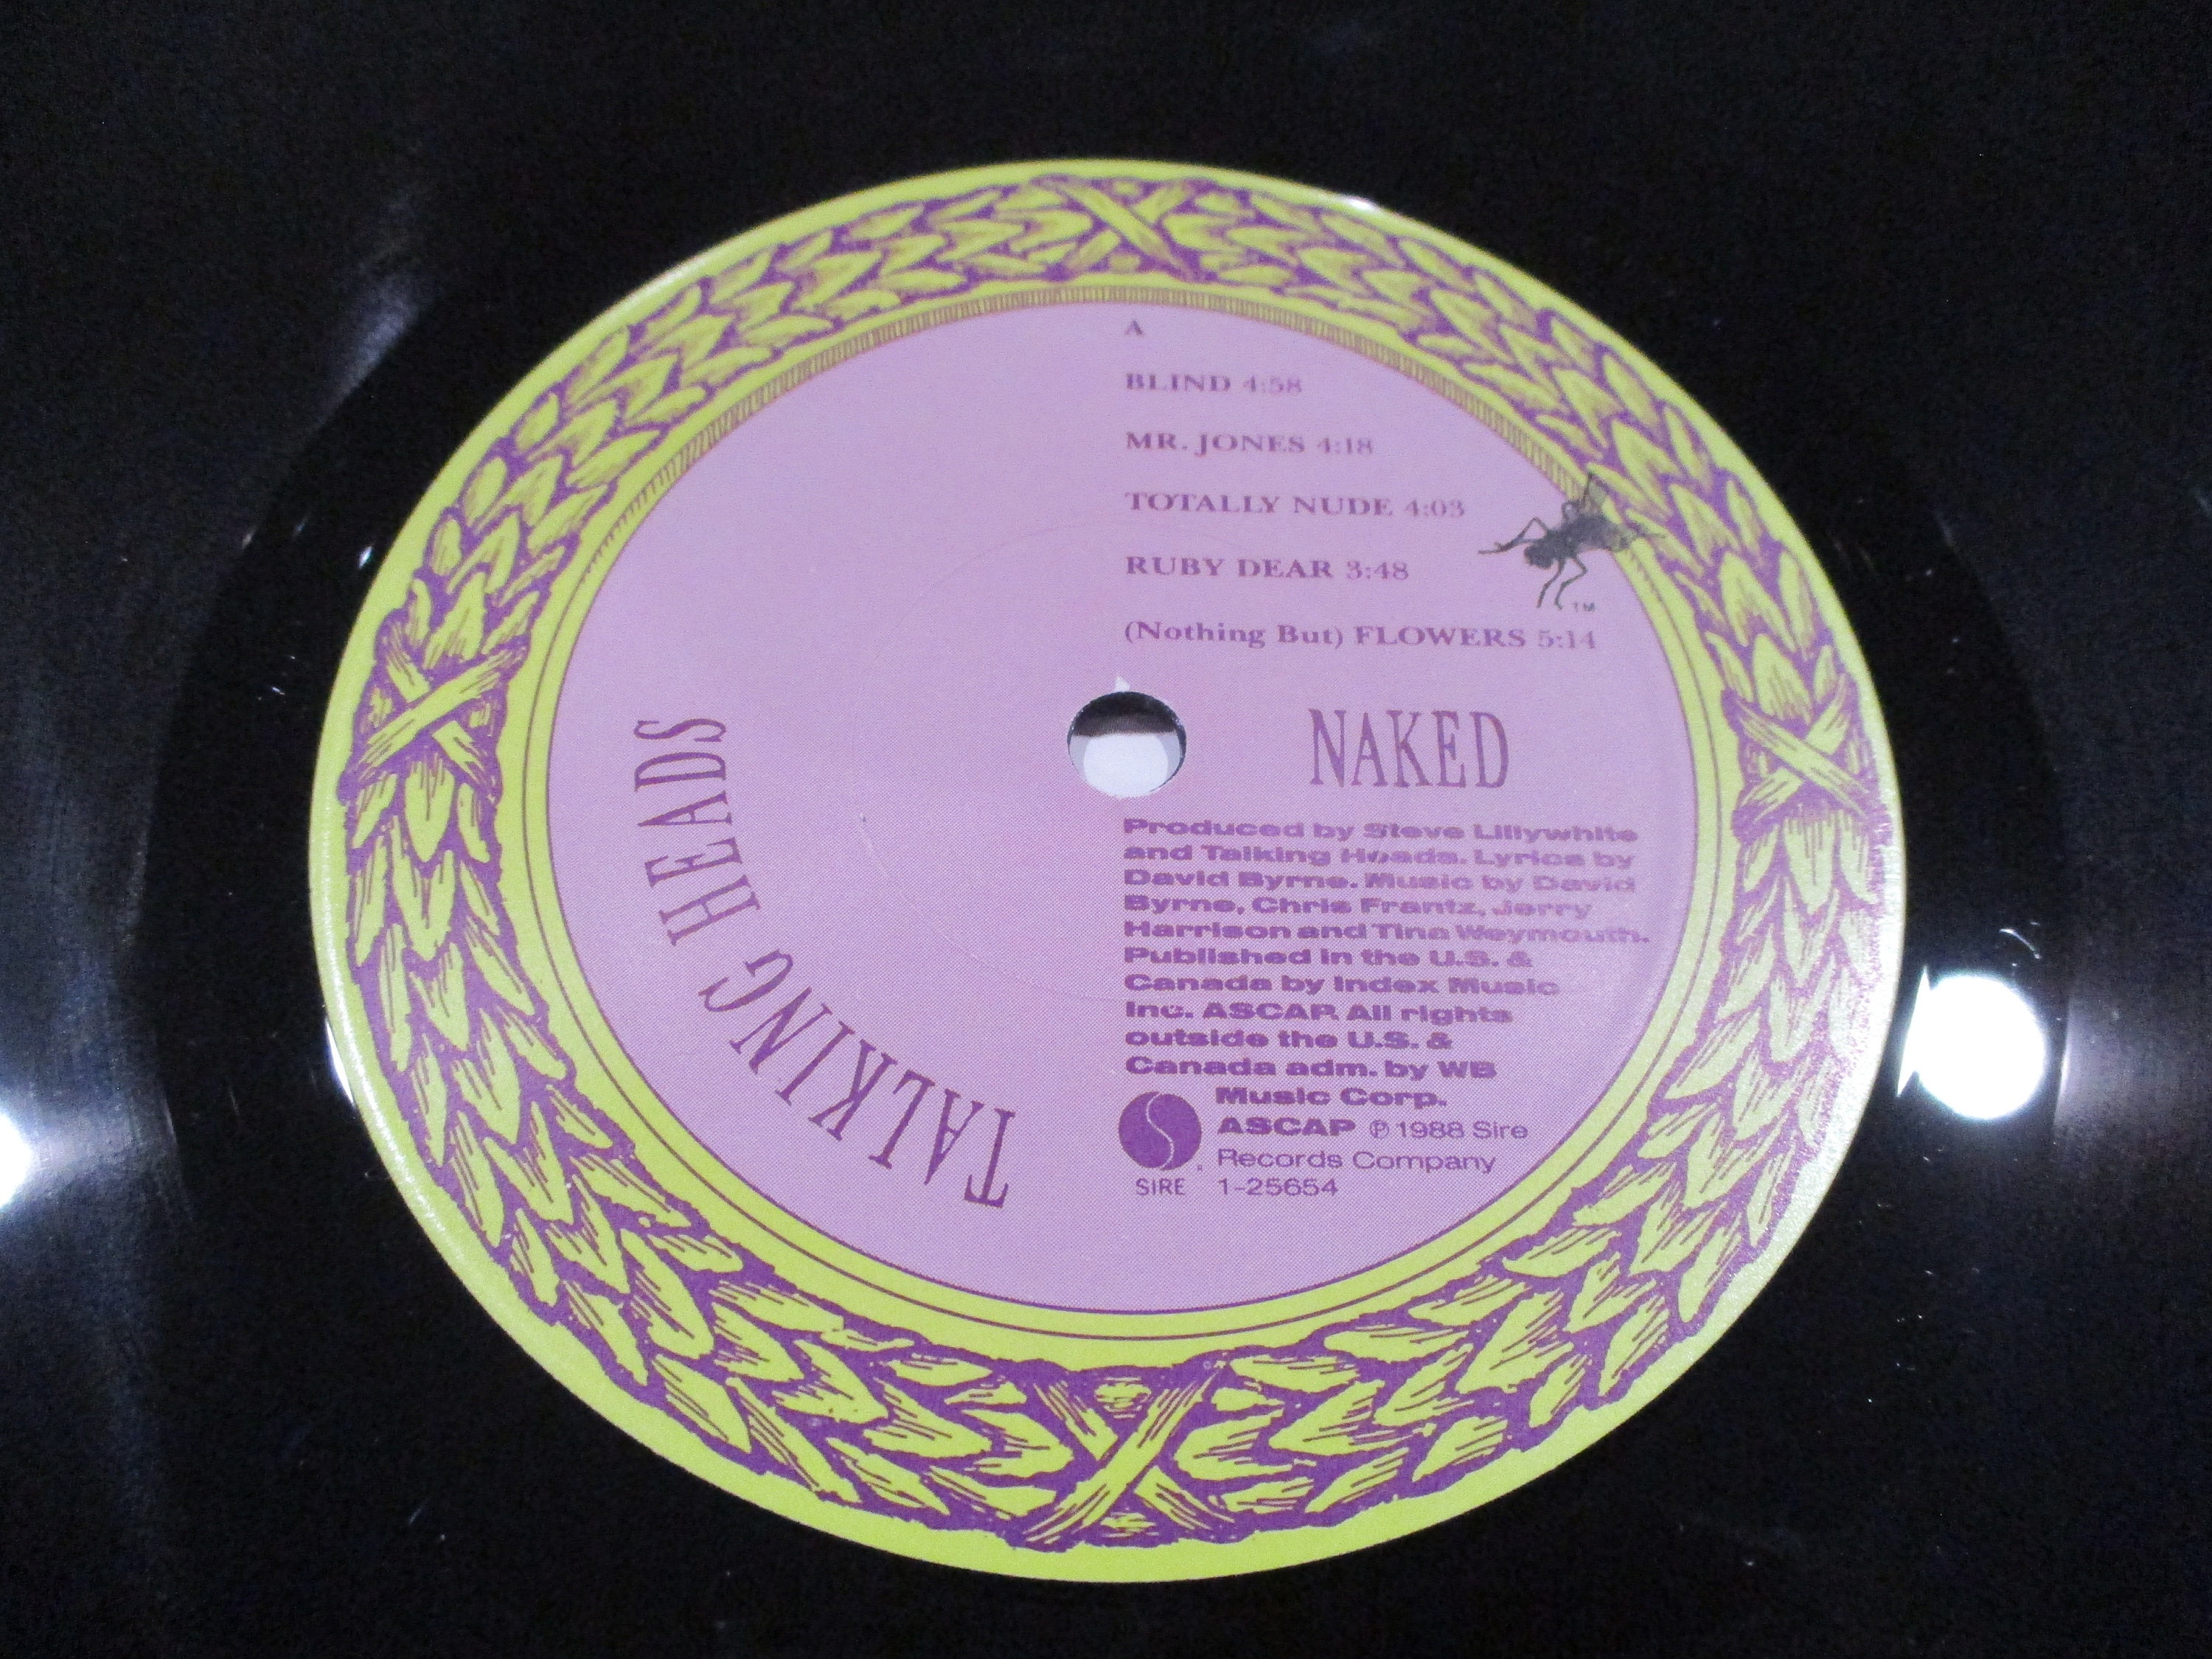 A
BLIND 4:58
MR. JONES 4:18
TOTALLY NUDE 4:03
RUBY DEAR 3:48
TM
(Nothing But) FLOWERS 5:14
NAKED
TALKING HEADS
Produced by Steve Lillywhite
and Talking Heads. Lyrics by
David Byrne. Music by David
Byrne, Chris Frantz, Jerry
Harrison and Tina Weymouth.
Published in the U.S. &
Canada by Index Music
Inc. ASCAP. All rights
outside the U.S. &
Canada adm. by WB
Music Corp.
ASCAP ℗ 1988 Sire
Records Company
SIRE 1-25654